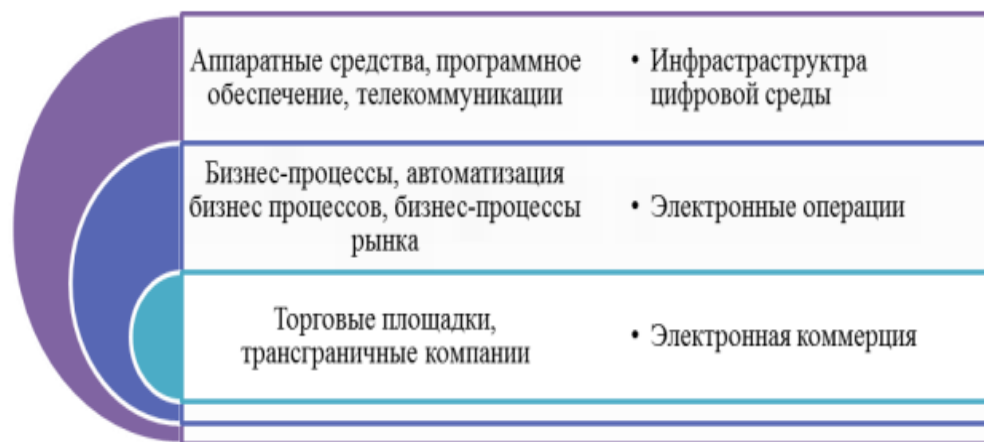 Аппаратные средства, программное
обеспечение, телекоммуникации
• Инфрастраструктра
цифровой среды
Бизнес-процессы, автоматизация
бизнес процессов, бизнес-процессы
рынка
• Электронные операции
Торговые площадки,
трансграничные компании
• Электронная коммерция